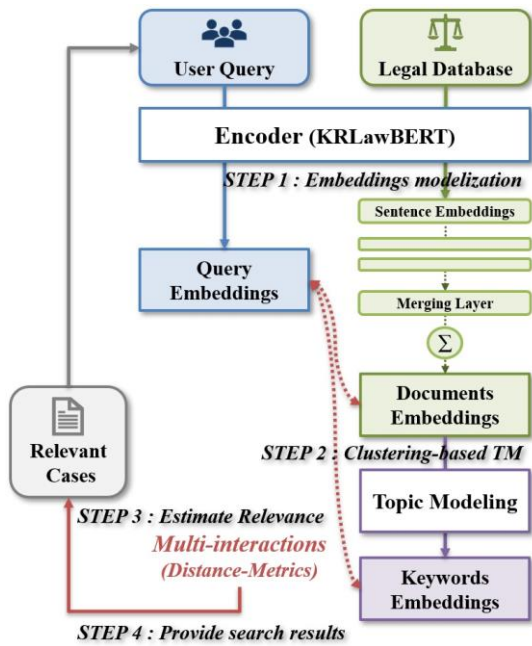 User Query
Legal Database
Encoder (KRLawBERT)
STEP 1 : Embeddings modelization
Sentence Embeddings
Query
Embeddings
Merging Layer
Σ
Documents
Embeddings
Relevant
Cases
STEP 2 : Clustering-based TM
Topic Modeling
STEP 3 : Estimate Relevance
Multi-interactions
(Distance-Metrics)
Keywords
Embeddings
STEP 4 : Provide search results